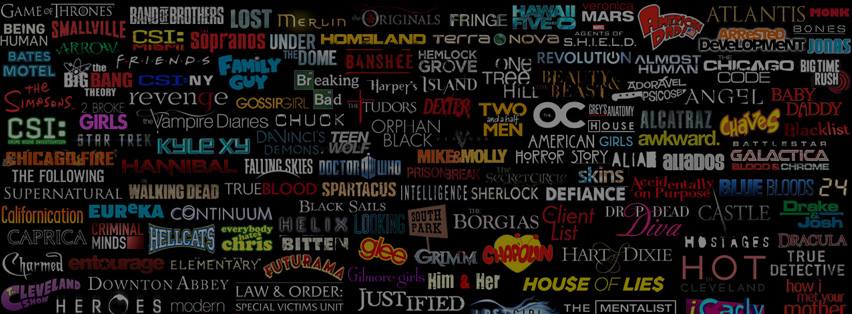 GAME OF THRONES
BAND OF THE BROTHERS
LOST
MERLIN
the ORIGINALS
FRINGE
HAWAII FIVE-O
veronica MARS
AMERICAN DAD!
ATLANTIS
MONK
BEING HUMAN
SMALLVILLE
ARROW
CSI: MIAMI
the Sopranos
UNDER THE DOME
HOMELAND
terra nova
AGENTS OF S.H.I.E.L.D.
ARRESTED DEVELOPMENT
BONES
JONAS
BATES MOTEL
the BIG BANG THEORY
F·R·I·E·N·D·S
CSI: NY
FAMILY GUY
BANSHEE
HEMLOCK GROVE
ONE TREE HILL
REVOLUTION
ALMOST HUMAN
THE CHICAGO CODE
BIG TIME RUSH
The SIMPSONS
2 BROKE GIRLS
revenge
GOSSIP GIRL
Breaking Bad
Harper's ISLAND
the TUDORS
DEXTER
TWO and a half MEN
BEAUTY & BEAST
THE OC
ADORÁVEL PSICOSE
GREY'S ANATOMY
HOUSE
ANGEL
BABY DADDY
CSI: CRIME SCENE INVESTIGATION
STAR TREK
the Vampire Diaries
CHUCK
ORPHAN BLACK
AMERICAN HORROR STORY
GIRLS
ALCATRAZ
awkward.
CHAVES
Blacklist
CHICAGO FIRE
KYLE XY
DAVINCI'S DEMONS.
TEEN WOLF
MIKE&MOLLY
ALIAS
aliados
BATTLESTAR GALACTICA
BLOOD & CHROME
THE FOLLOWING
HANNIBAL
FALLING SKIES
DOCTOR WHO
PRISON BREAK
the SECRET CIRCLE
skins
SUPERNATURAL
the WALKING DEAD
TRUEBLOOD
SPARTACUS
INTELLIGENCE
SHERLOCK
DEFIANCE
Accidentally on Purpose
BLUE BLOODS
24
Californication
EUREKA
CONTINUUM
BLACK SAILS
LOOKING
SOUTH PARK
THE BORGIAS
Client List
DROP DEAD Diva
CASTLE
Drake & Josh
CAPRICA
CRIMINAL MINDS
HELLCATS
everybody hates chris
HELIX
BITTEN
glee
GRIMM
CHAPOLIN
HART OF DIXIE
HOSTAGES
DRACULA
Charmed
entourage
ELEMENTARY
FUTURAMA
Gilmore girls
Kim & Her
HOUSE OF LIES
HOT IN CLEVELAND
TRUE DETECTIVE
the CLEVELAND SHOW
DOWNTON ABBEY
LAW & ORDER:
SPECIAL VICTIMS UNIT
JUSTIFIED
how i met your mother
HEROES
modern
LOST GIRL
THE MENTALIST
iCarly